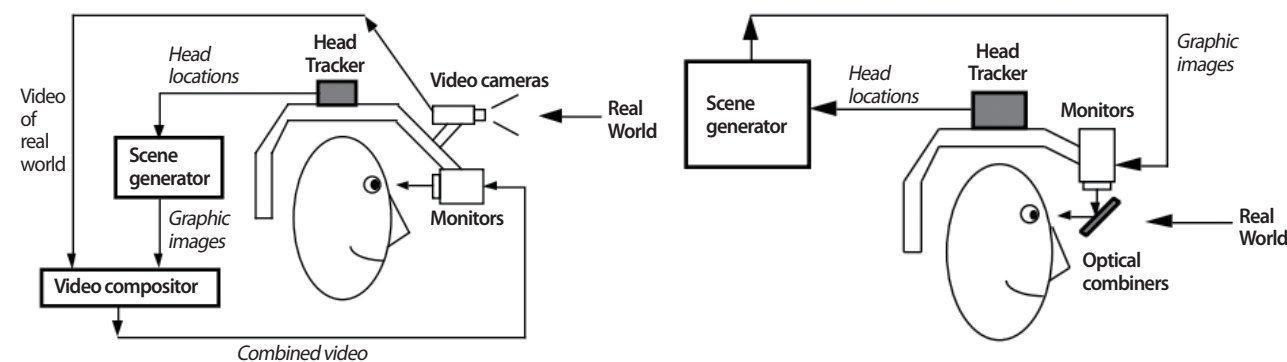 Head
locations
Head
Tracker
Video cameras
Video
of
real
world
Real
World
Scene
generator
Monitors
Graphic
images
Video compositor
Combined video
Graphic
images
Head
Tracker
Head
locations
Monitors
Scene
generator
Real
World
Optical
combiners